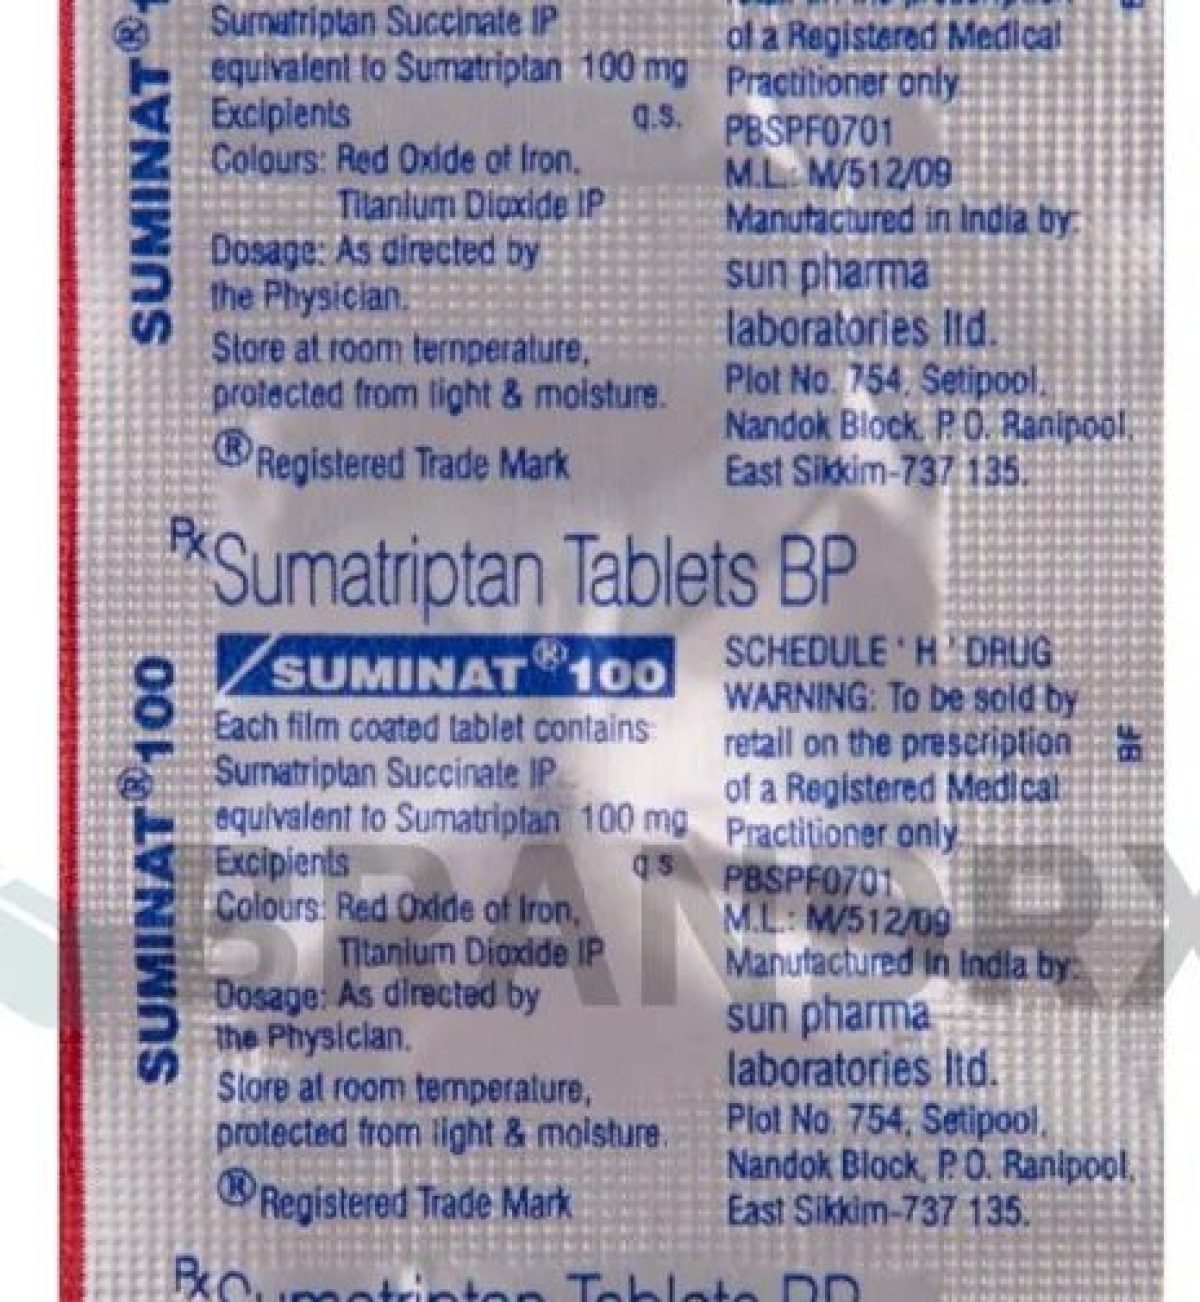 SUMINAT®1
Sumatriptan Succinate IP
equivalent to Sumatriptan 100 mg
Excipients q.s.
Colours: Red Oxide of Iron,
Titanium Dioxide IP
Dosage: As directed by
the Physician.
Store at room temperature,
protected from light & moisture.
® Registered Trade Mark
of a Registered Medical
Practitioner only
PBSPF0701
M.L.: M/512/09
Manufactured in India by:
sun pharma
laboratories ltd.
Plot No. 754, Setipool,
Nandok Block, P.O. Ranipool,
East Sikkim-737 135.
Rx Sumatriptan Tablets BP
SUMINAT®100
SUMINAT®100
Each film coated tablet contains
Sumatriptan Succinate IP
equivalent to Sumatriptan 100 mg
Excipients q.s
Colours: Red Oxide of Iron,
Titanium Dioxide IP
Dosage: As directed by
the Physician.
Store at room temperature,
protected from light & moisture.
® Registered Trade Mark
SCHEDULE 'H' DRUG
WARNING: To be sold by
retail on the prescription
of a Registered Medical
Practitioner only
PBSPF0701
M.L.: M/512/09
Manufactured in India by:
sun pharma
laboratories ltd.
Plot No. 754, Setipool,
Nandok Block, P.O. Ranipool,
East Sikkim-737 135.
BF
Rx Sumatriptan Tablets BP